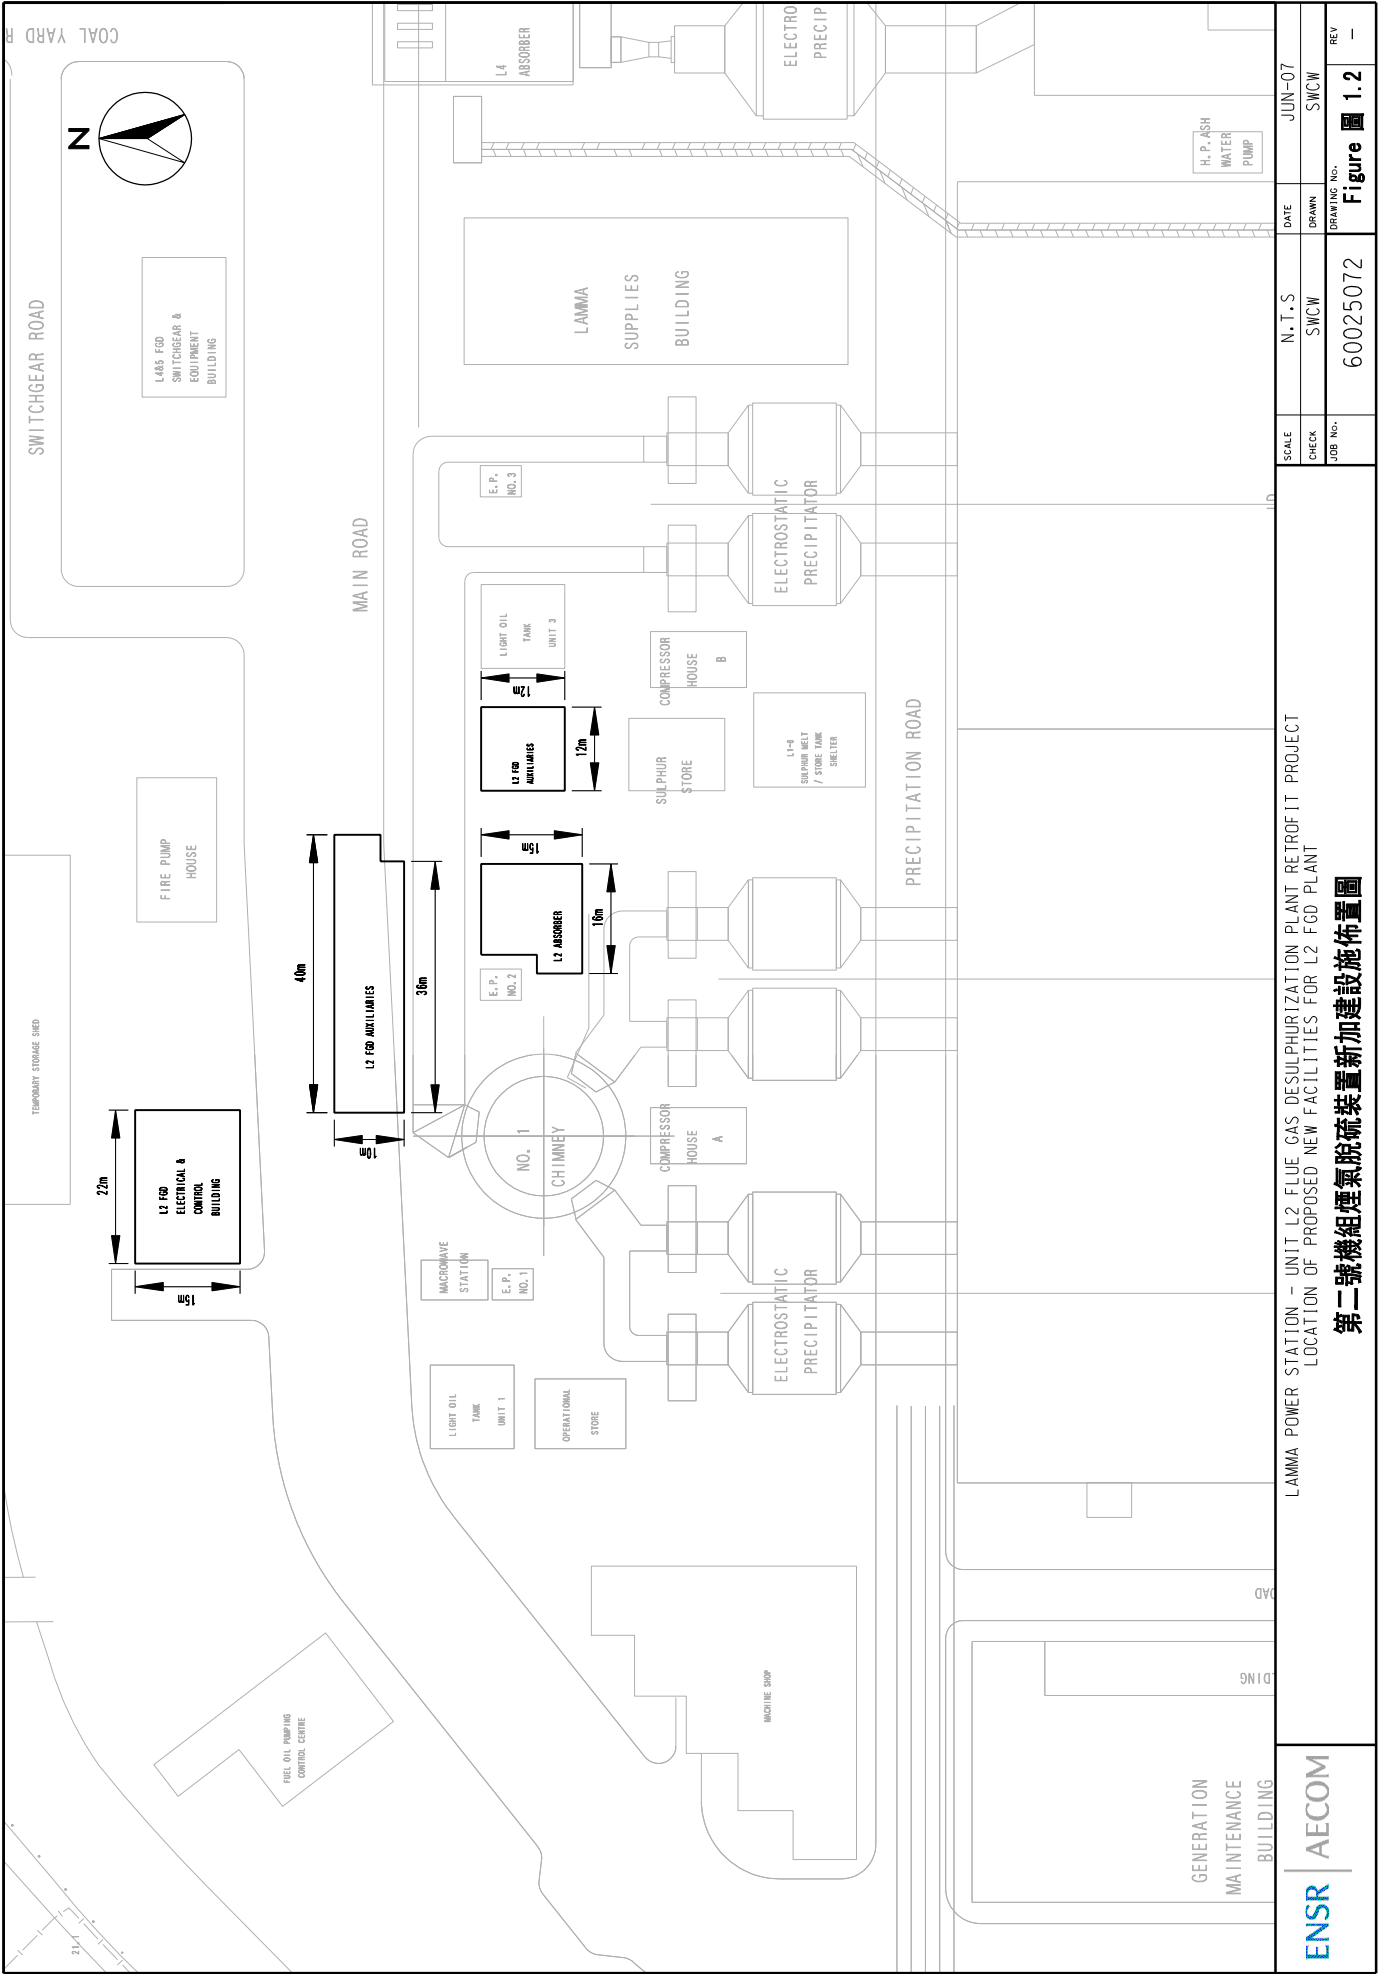 COAL YARD R
SWITCHGEAR ROAD
N
L4&5 FGD
SWITCHGEAR &
EQUIPMENT
BUILDING
MAIN ROAD
FIRE PUMP
HOUSE
TEMPORARY STORAGE SHED
22m
15m
L2 FGD
ELECTRICAL &
CONTROL
BUILDING
40m
36m
10m
L2 FGD AUXILIARIES
FUEL OIL PUMPING
CONTROL CENTRE
21.1
L4
ABSORBER
ELECTRO
PRECIP
LAMMA
SUPPLIES
BUILDING
E.P.
NO.3
LIGHT OIL
TANK
UNIT 3
12m
12m
L2 FGD
AUXILIARIES
15m
16m
L2 ABSORBER
E.P.
NO.2
NO. 1
CHIMNEY
MACROWAVE
STATION
E.P.
NO.1
LIGHT OIL
TANK
UNIT 1
OPERATIONAL
STORE
ELECTROSTATIC
PRECIPITATOR
COMPRESSOR
HOUSE
B
SULPHUR
STORE
SULPHUR MELT
/ STORE TANK
SHELTER
COMPRESSOR
HOUSE
A
ELECTROSTATIC
PRECIPITATOR
MACHINE SHOP
PRECIPITATION ROAD
H.P.ASH
WATER
PUMP
OAD
LDING
GENERATION
MAINTENANCE
BUILDING
ENSR AECOM
LAMMA POWER STATION - UNIT L2 FLUE GAS DESULPHURIZATION PLANT RETROFIT PROJECT
LOCATION OF PROPOSED NEW FACILITIES FOR L2 FGD PLANT
第二號機組煙氣脫硫裝置新加建設施佈置圖
SCALE N.T.S DATE JUN-07
CHECK SWCW DRAWN SWCW
JOB No. 60025072 DRAWING No. Figure 圖 1.2 REV -